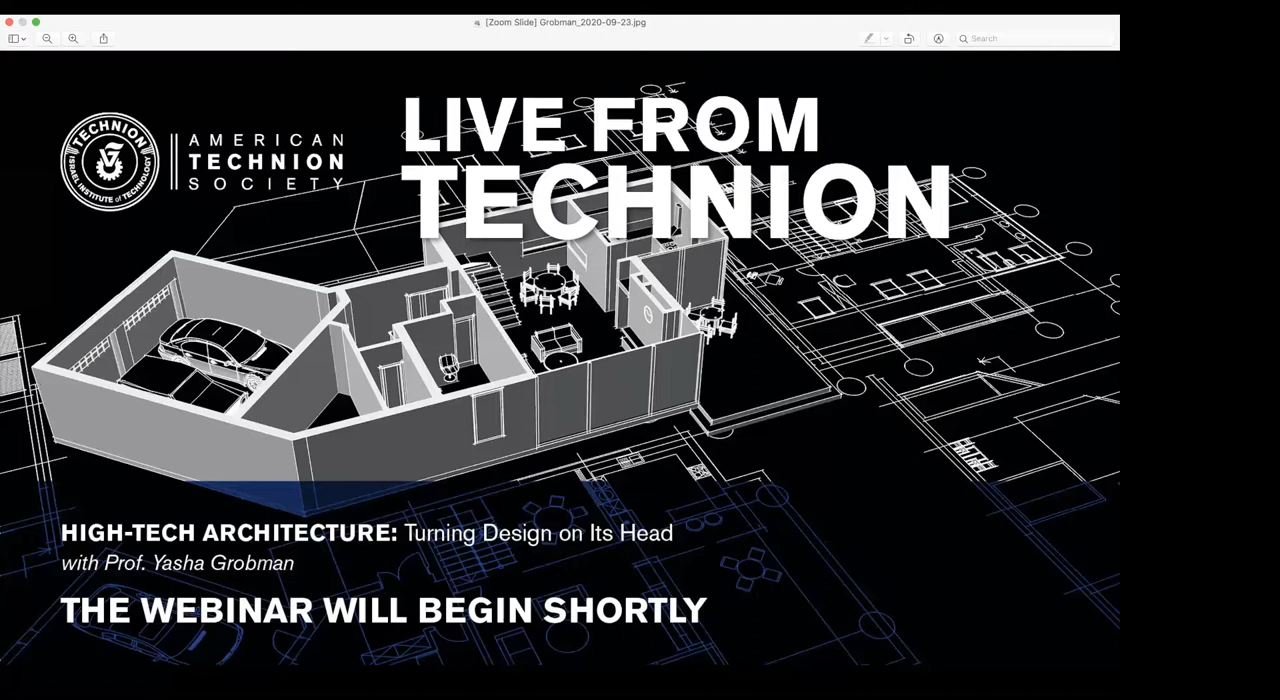 [Zoom Slide] Grobman_2020-09-23.jpg
Search
TECHNION
ISRAEL INSTITUTE of TECHNOLOGY
AMERICAN
TECHNION
SOCIETY
LIVE FROM
TECHNION
HIGH-TECH ARCHITECTURE: Turning Design on Its Head
with Prof. Yasha Grobman
THE WEBINAR WILL BEGIN SHORTLY